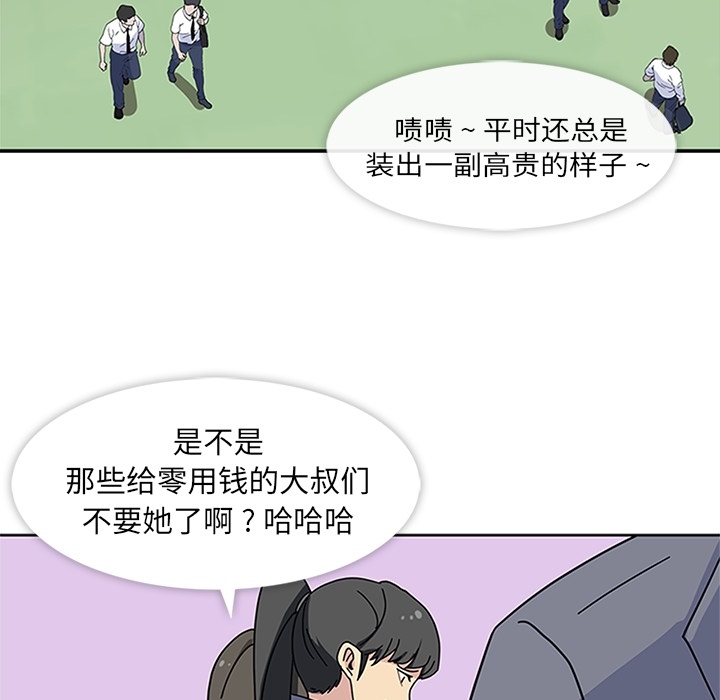 啧啧~平时还总是
装出一副高贵的样子~
是不是
那些给零用钱的大叔们
不要她了啊？哈哈哈